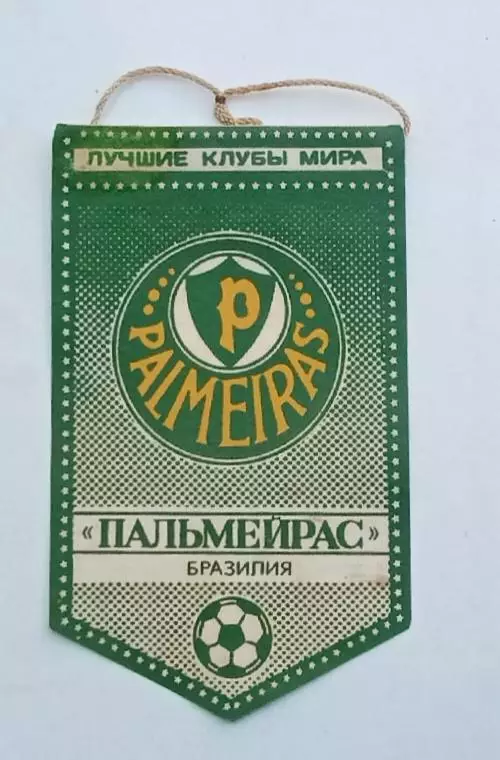 ЛУЧШИЕ КЛУБЫ МИРА
P
PALMEIRAS
«ПАЛЬМЕЙРАС»
БРАЗИЛИЯ